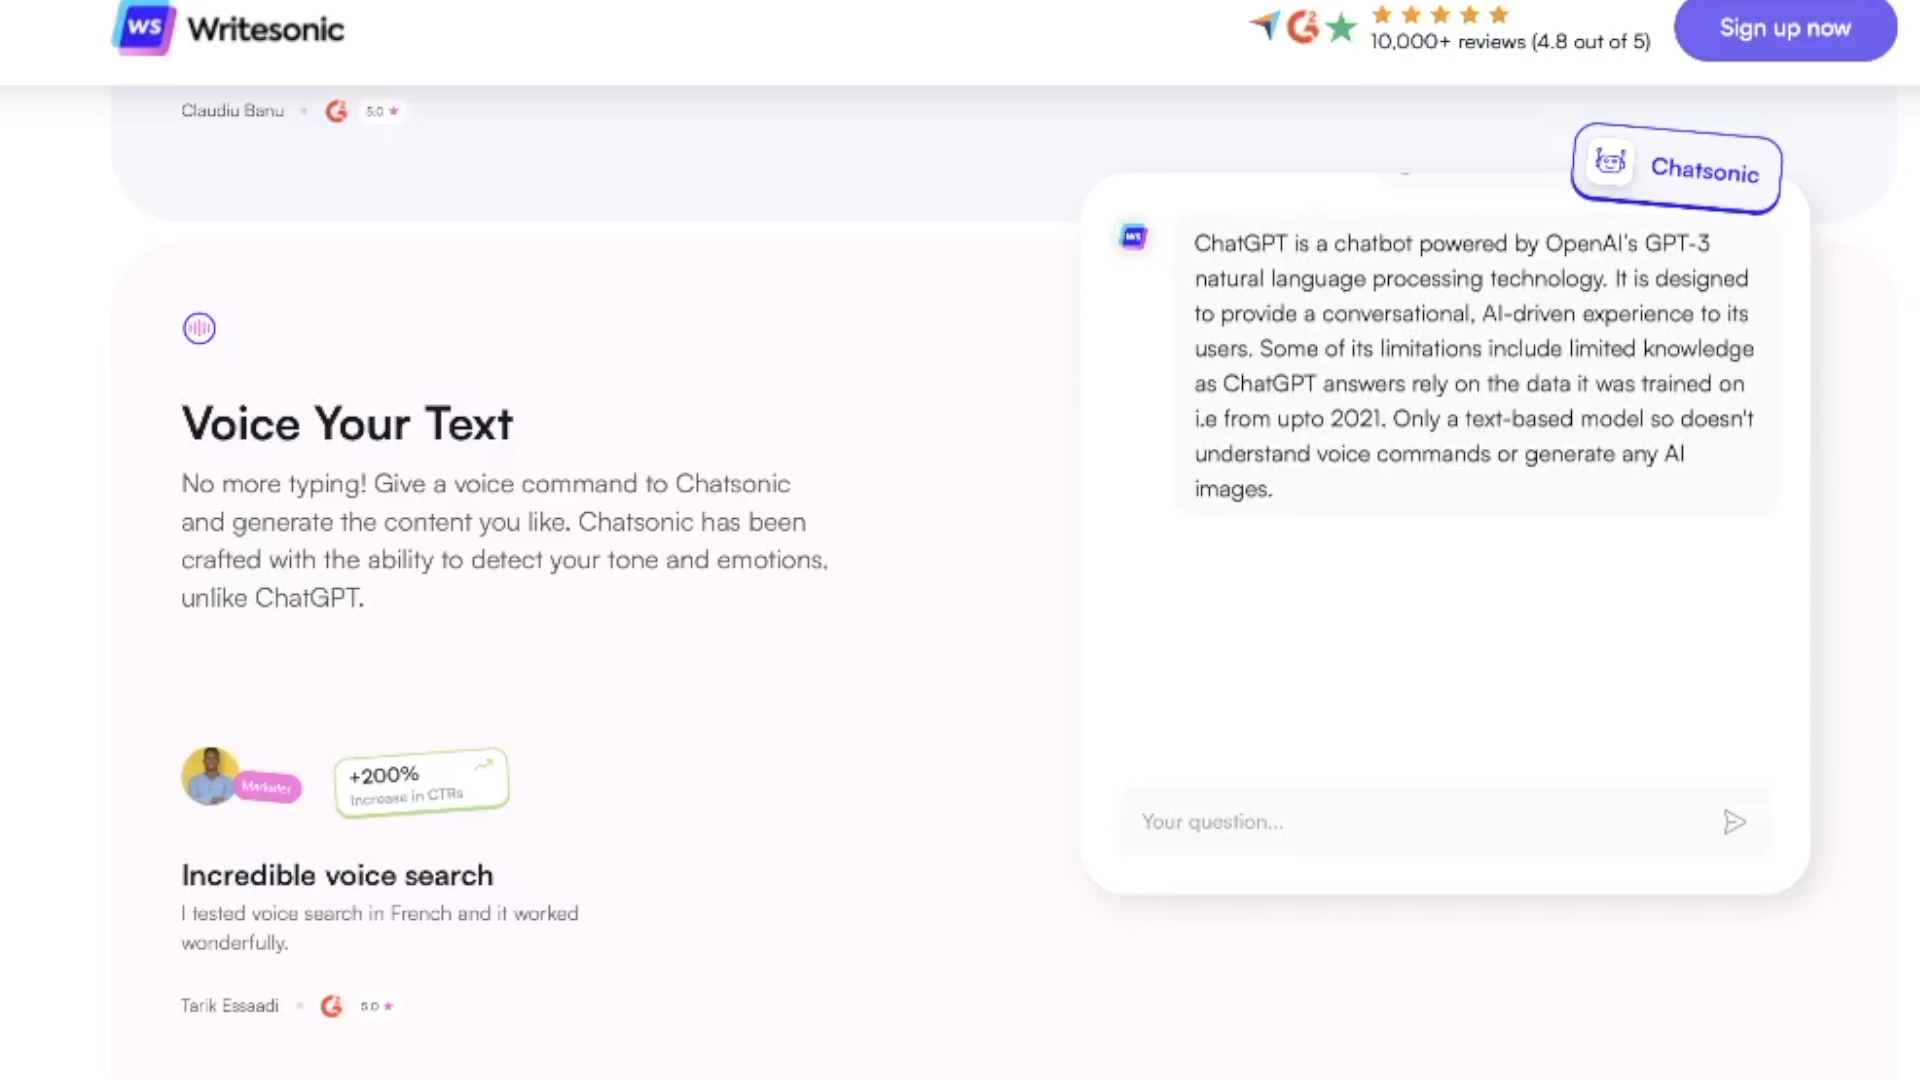 WS Writesonic
10,000+ reviews (4.8 out of 5)
Sign up now
Claudiu Banu
5.0
Chatsonic
WS
ChatGPT is a chatbot powered by OpenAI's GPT-3
natural language processing technology. It is designed
to provide a conversational, AI-driven experience to its
users. Some of its limitations include limited knowledge
as ChatGPT answers rely on the data it was trained on
i.e from upto 2021. Only a text-based model so doesn't
understand voice commands or generate any AI
images.
Your question...
Voice Your Text
No more typing! Give a voice command to Chatsonic
and generate the content you like. Chatsonic has been
crafted with the ability to detect your tone and emotions,
unlike ChatGPT.
Marketer
+200%
Increase in CTRs
Incredible voice search
I tested voice search in French and it worked
wonderfully.
Tarik Essaadi
5.0